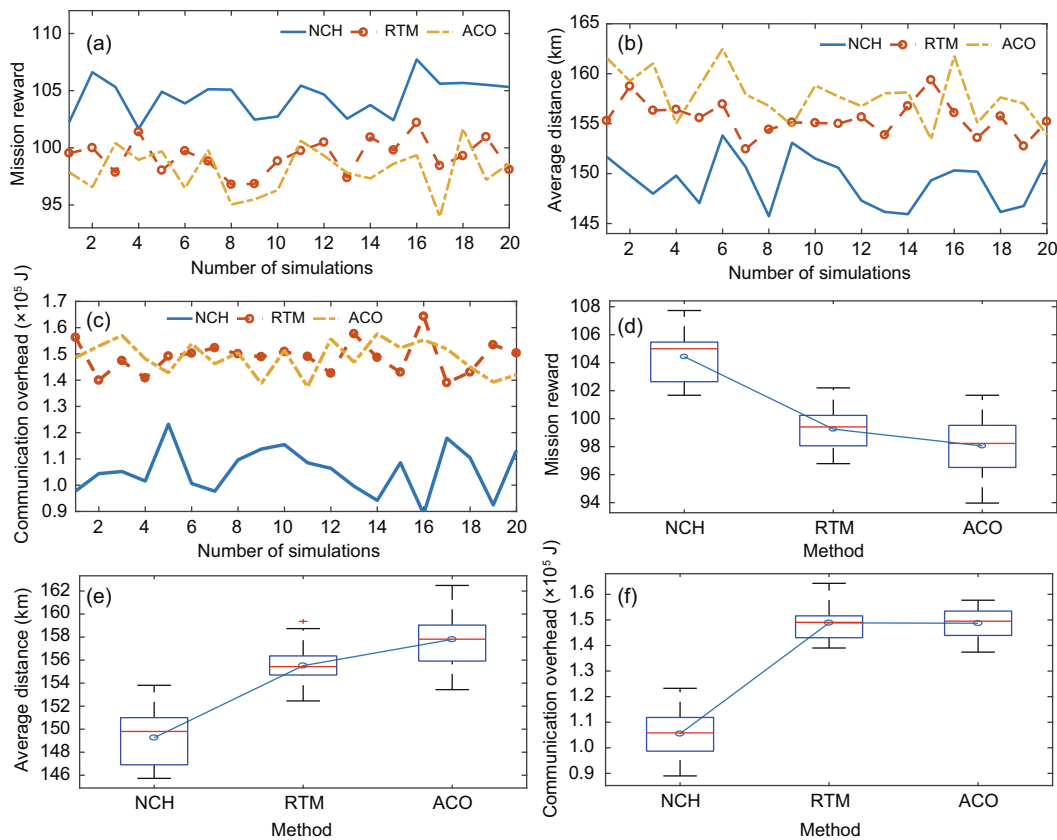 (a)
NCH RTM ACO
110
105
100
95
Mission reward
2 4 6 8 10 12 14 16 18 20
Number of simulations
(b)
NCH RTM ACO
165
160
155
150
145
Average distance (km)
2 4 6 8 10 12 14 16 18 20
Number of simulations
(c)
NCH RTM ACO
1.7
1.6
1.5
1.4
1.3
1.2
1.1
1.0
0.9
Communication overhead (×10⁵ J)
2 4 6 8 10 12 14 16 18 20
Number of simulations
(d)
108
106
104
102
100
98
96
94
Mission reward
NCH RTM ACO
Method
(e)
162
160
158
156
154
150
148
146
Average distance (km)
NCH RTM ACO
Method
(f)
1.6
1.5
1.4
1.3
1.2
1.1
1.0
0.9
Communication overhead (×10⁵ J)
NCH RTM ACO
Method